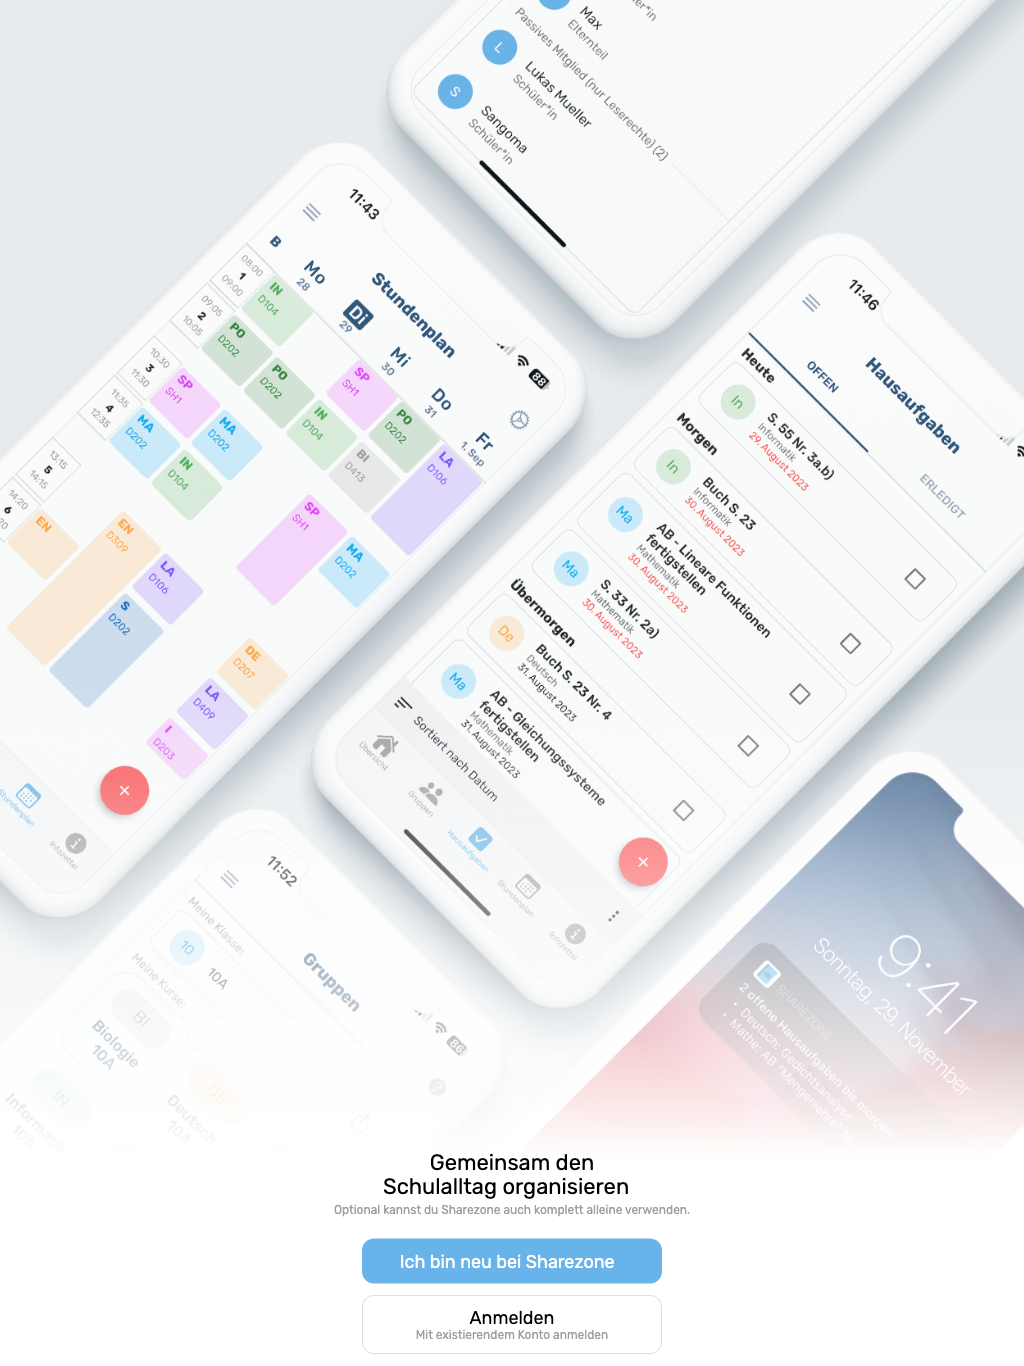 Max
Elternteil
Passives Mitglied (nur Leserechte) (2)
L
Lukas Mueller
Schüler*in
S
Sangoma
Schüler*in
11:43
Stundenplan
88
B
Mo
28
Di
29
Mi
30
Do
31
Fr
1. Sep
08:00
1
09:00
09:05
2
10:05
10:30
3
11:30
11:35
4
12:35
13:15
5
14:15
14:20
6
IN
D104
PO
D202
SP
SH1
MA
D202
EN
PO
D202
MA
D202
IN
D104
EN
D309
SP
SH1
IN
D104
LA
D106
S
D202
PO
D202
BI
D413
SP
SH1
LA
D106
MA
D202
DE
D207
LA
D409
I
D203
Stundenplan
Infozettel
11:46
Hausaufgaben
OFFEN
ERLEDIGT
Heute
In
S. 55 Nr. 3a,b)
Informatik
29. August 2023
Morgen
In
Buch S. 23
Informatik
30. August 2023
Ma
AB - Lineare Funktionen
fertigstellen
Mathematik
30. August 2023
Ma
S. 33 Nr. 2a)
Mathematik
30. August 2023
Übermorgen
De
Buch S. 23 Nr. 4
Deutsch
31. August 2023
Ma
AB - Gleichungssysteme
fertigstellen
Mathematik
31. August 2023
Sortiert nach Datum
Übersicht
Gruppen
Hausaufgaben
Stundenplan
Infozettel
11:52
Gruppen
86
Meine Klasse:
10
10A
Meine Kurse:
BI
Biologie
10A
DE
Deutsch
10A
IN
Informatik
10A
9:41
Sonntag, 29. November
SHAREZONE
2 offene Hausaufgaben bis morgen!
• Deutsch: Gedichtsanalyse
• Mathe: AB "Mengenlehre" Nr.
Gemeinsam den
Schulalltag organisieren
Optional kannst du Sharezone auch komplett alleine verwenden.
Ich bin neu bei Sharezone
Anmelden
Mit existierendem Konto anmelden